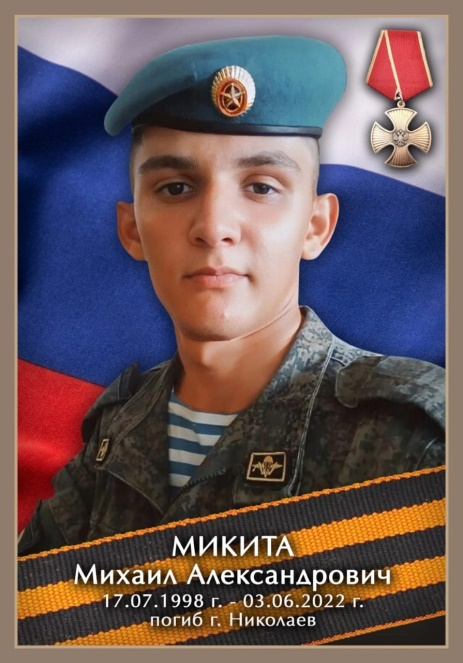 МИКИТА
Михаил Александрович
17.07.1998 г. - 03.06.2022 г.
погиб г. Николаев